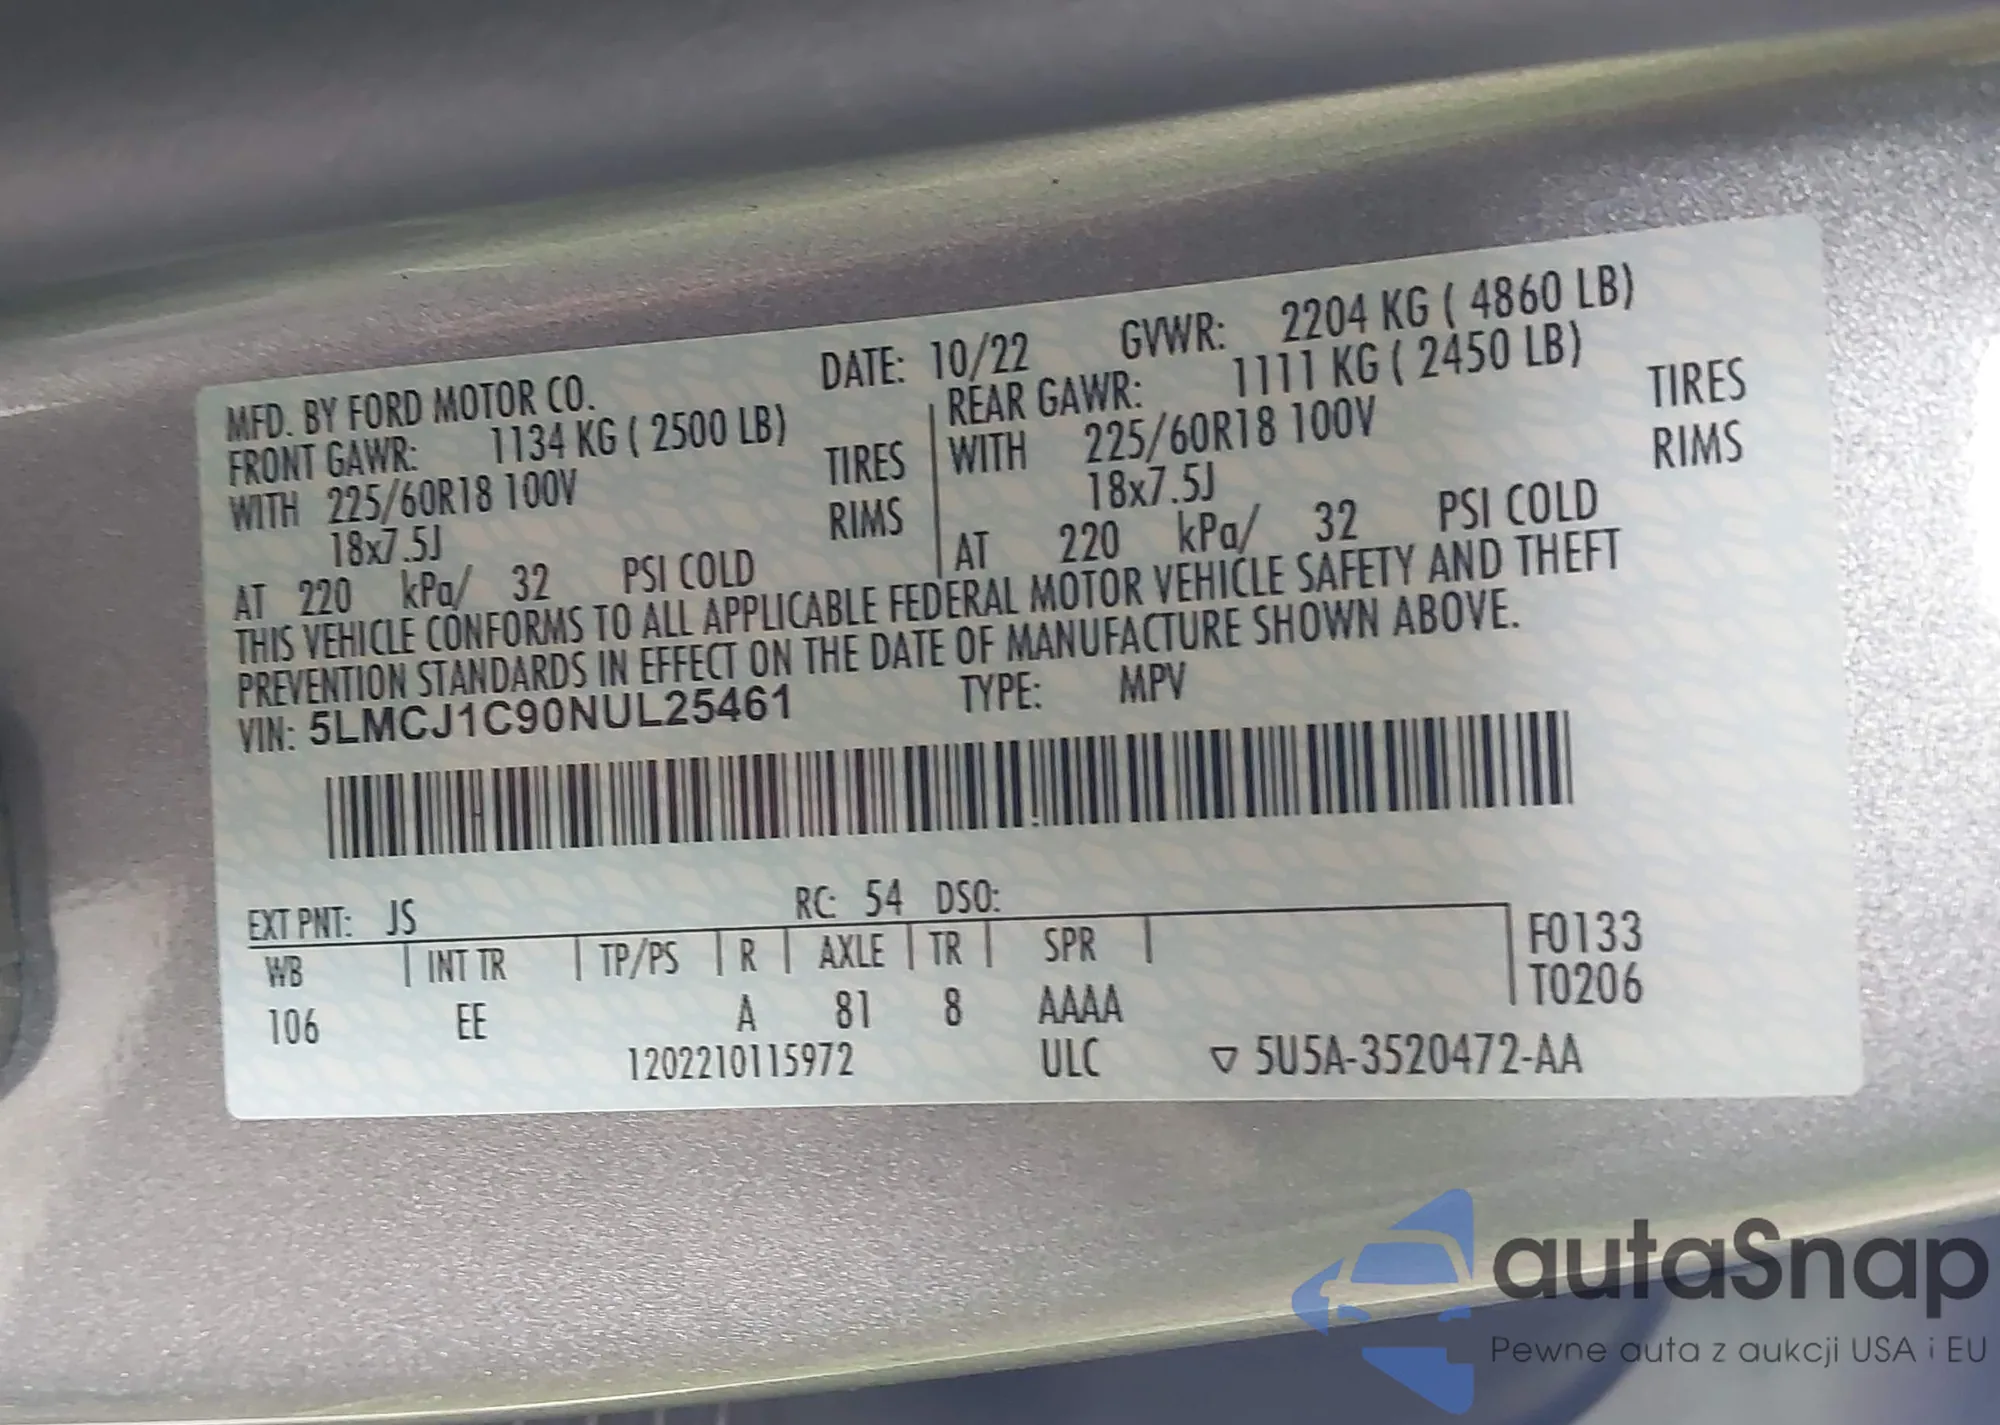 MFD. BY FORD MOTOR CO. DATE: 10/22 GVWR: 2204 KG ( 4860 LB)
FRONT GAWR: 1134 KG ( 2500 LB) REAR GAWR: 1111 KG ( 2450 LB)
WITH 225/60R18 100V TIRES WITH 225/60R18 100V TIRES
18x7.5J RIMS 18x7.5J RIMS
AT 220 kPa/ 32 PSI COLD AT 220 kPa/ 32 PSI COLD
THIS VEHICLE CONFORMS TO ALL APPLICABLE FEDERAL MOTOR VEHICLE SAFETY AND THEFT
PREVENTION STANDARDS IN EFFECT ON THE DATE OF MANUFACTURE SHOWN ABOVE.
VIN: 5LMCJ1C90NUL25461 TYPE: MPV
EXT PNT: JS RC: 54 DSO:
WB INT TR TP/PS R AXLE TR SPR F0133
106 EE A 81 8 AAAA T0206
1202210115972 ULC ▽ 5U5A-3520472-AA
autaSnap
Pewne auta z aukcji USA i EU